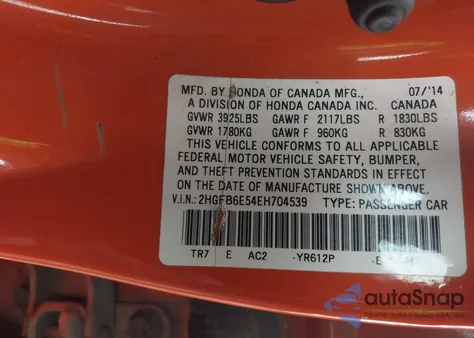 MFD. BY HONDA OF CANADA MFG., 07/'14
A DIVISION OF HONDA CANADA INC. CANADA
GVWR 3925LBS GAWR F 2117LBS R 1830LBS
GVWR 1780KG GAWR F 960KG R 830KG
THIS VEHICLE CONFORMS TO ALL APPLICABLE
FEDERAL MOTOR VEHICLE SAFETY, BUMPER,
AND THEFT PREVENTION STANDARDS IN EFFECT
ON THE DATE OF MANUFACTURE SHOWN ABOVE.
V.I.N.: 2HGFB6E54EH704539 TYPE: PASSENGER CAR
TR7 E AC2 -YR612P
autoSnap